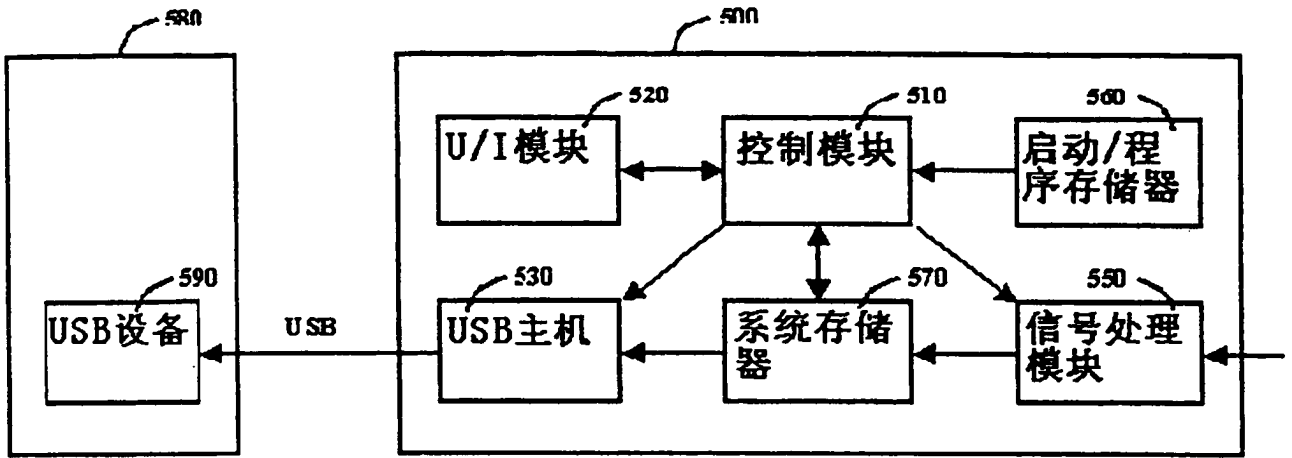 580
500
520
510
560
U/I模块
控制模块
启动/程
序存储器
590
530
570
550
USB设备
USB
USB主机
系统存储
器
信号处理
模块